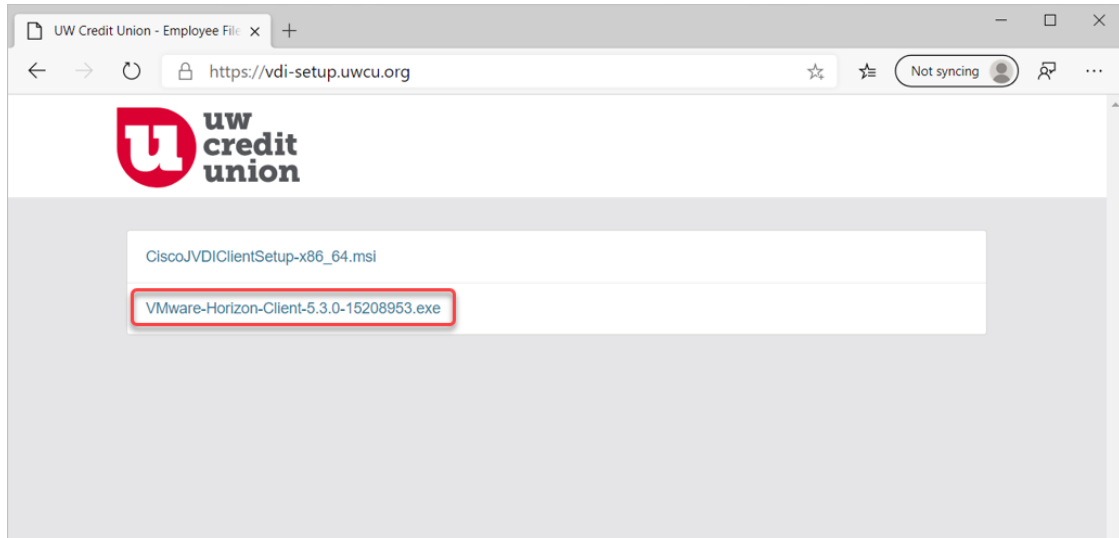 UW Credit Union - Employee File
https://vdi-setup.uwcu.org
Not syncing
uw
credit
union
CiscoJVDIClientSetup-x86_64.msi
VMware-Horizon-Client-5.3.0-15208953.exe